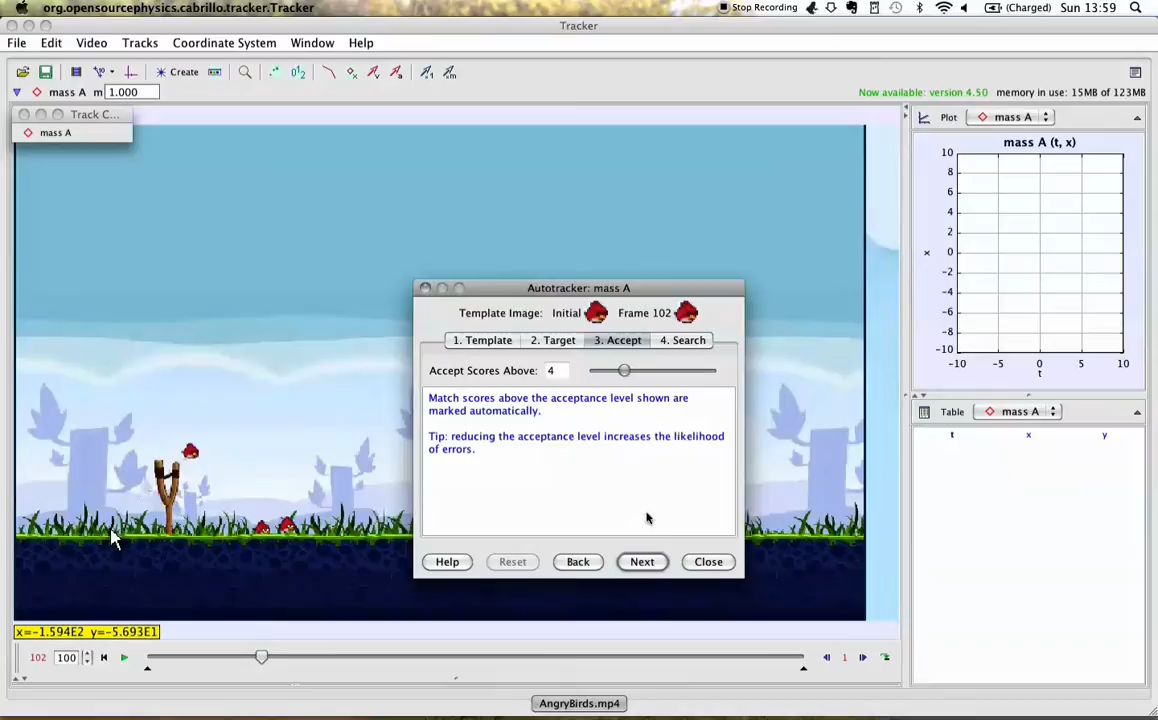 org.opensourcephysics.cabrillo.tracker.Tracker
Stop Recording
(Charged)
Sun 13:59
Tracker
File Edit Video Tracks Coordinate System Window Help
Create
mass A m 1.000
Now available: version 4.50 memory in use: 15MB of 123MB
Track C...
mass A
Plot mass A
mass A (t, x)
10
8
6
4
2
0
-2
-4
-6
-8
-10
x
-10 -5 0 5 10
t
Table mass A
t x y
Autotracker: mass A
Template Image: Initial Frame 102
1. Template 2. Target 3. Accept 4. Search
Accept Scores Above: 4
Match scores above the acceptance level shown are
marked automatically.
Tip: reducing the acceptance level increases the likelihood
of errors.
Help Reset Back Next Close
x=-1.594E2 y=-5.693E1
102 100 1
AngryBirds.mp4